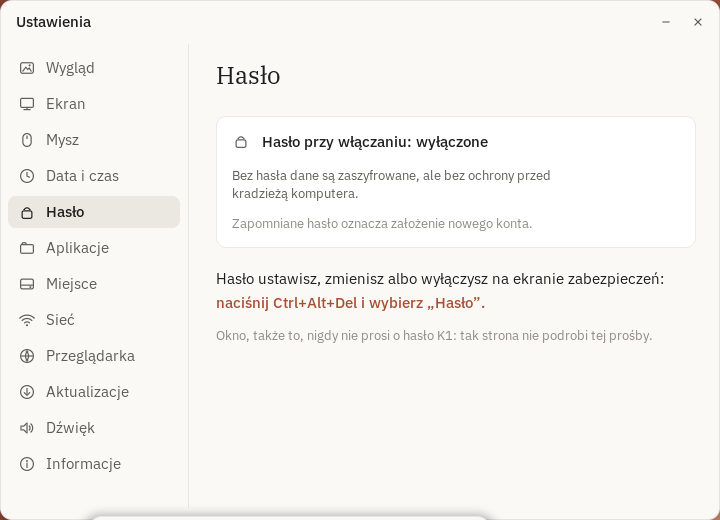 Ustawienia
Wygląd
Ekran
Mysz
Data i czas
Hasło
Aplikacje
Miejsce
Sieć
Przeglądarka
Aktualizacje
Dźwięk
Informacje
Hasło
Hasło przy włączaniu: wyłączone
Bez hasła dane są zaszyfrowane, ale bez ochrony przed
kradzieżą komputera.
Zapomniane hasło oznacza założenie nowego konta.
Hasło ustawisz, zmienisz albo wyłączysz na ekranie zabezpieczeń:
naciśnij Ctrl+Alt+Del i wybierz „Hasło”.
Okno, także to, nigdy nie prosi o hasło K1: tak strona nie podrobi tej prośby.